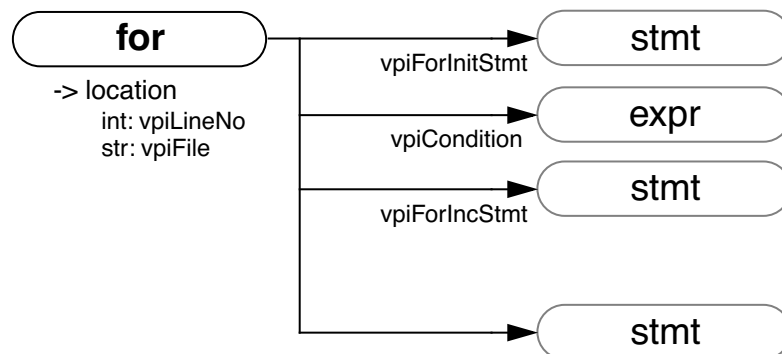 for
stmt
vpiForInitStmt
-> location
int: vpiLineNo
str: vpiFile
expr
vpiCondition
stmt
vpiForIncStmt
stmt